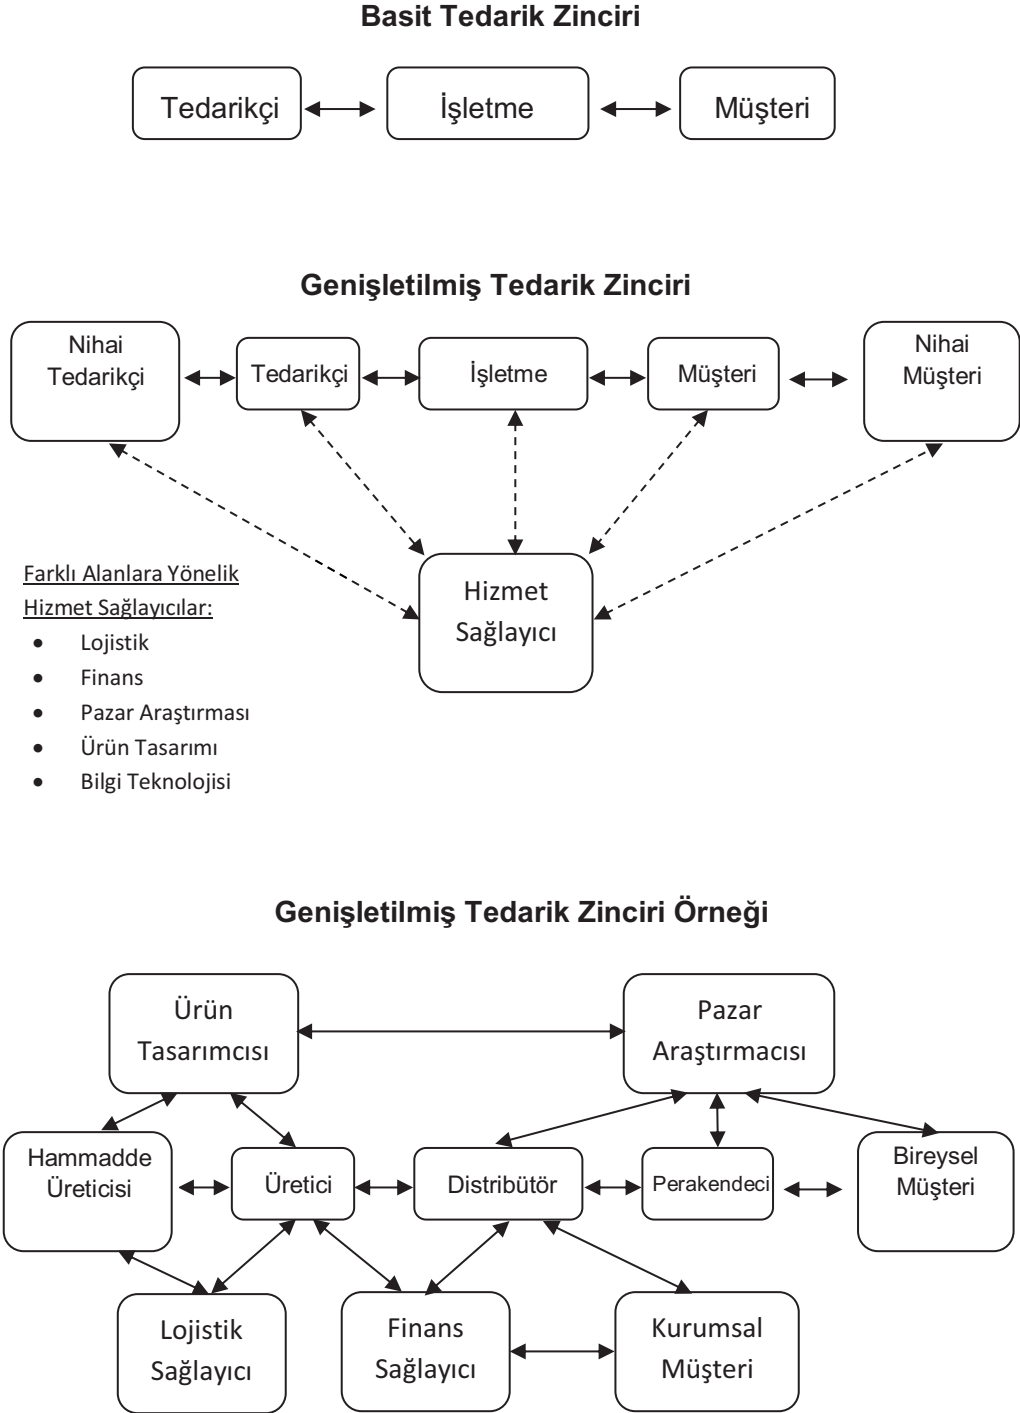 Basit Tedarik Zinciri
Tedarikçi
İşletme
Müşteri
Genişletilmiş Tedarik Zinciri
Nihai
Tedarikçi
Tedarikçi
İşletme
Müşteri
Nihai
Müşteri
Hizmet
Sağlayıcı
Farklı Alanlara Yönelik
Hizmet Sağlayıcılar:
• Lojistik
• Finans
• Pazar Araştırması
• Ürün Tasarımı
• Bilgi Teknolojisi
Genişletilmiş Tedarik Zinciri Örneği
Ürün
Tasarımcısı
Pazar
Araştırmacısı
Hammadde
Üreticisi
Üretici
Distribütör
Perakendeci
Bireysel
Müşteri
Lojistik
Sağlayıcı
Finans
Sağlayıcı
Kurumsal
Müşteri